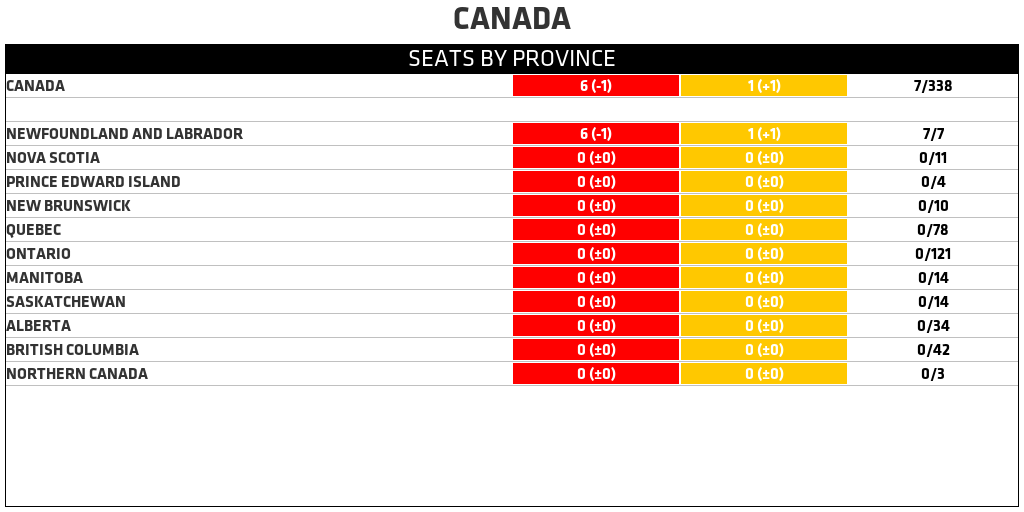 CANADA
SEATS BY PROVINCE
CANADA 6 (-1) 1 (+1) 7/338
NEWFOUNDLAND AND LABRADOR 6 (-1) 1 (+1) 7/7
NOVA SCOTIA 0 (±0) 0 (±0) 0/11
PRINCE EDWARD ISLAND 0 (±0) 0 (±0) 0/4
NEW BRUNSWICK 0 (±0) 0 (±0) 0/10
QUEBEC 0 (±0) 0 (±0) 0/78
ONTARIO 0 (±0) 0 (±0) 0/121
MANITOBA 0 (±0) 0 (±0) 0/14
SASKATCHEWAN 0 (±0) 0 (±0) 0/14
ALBERTA 0 (±0) 0 (±0) 0/34
BRITISH COLUMBIA 0 (±0) 0 (±0) 0/42
NORTHERN CANADA 0 (±0) 0 (±0) 0/3